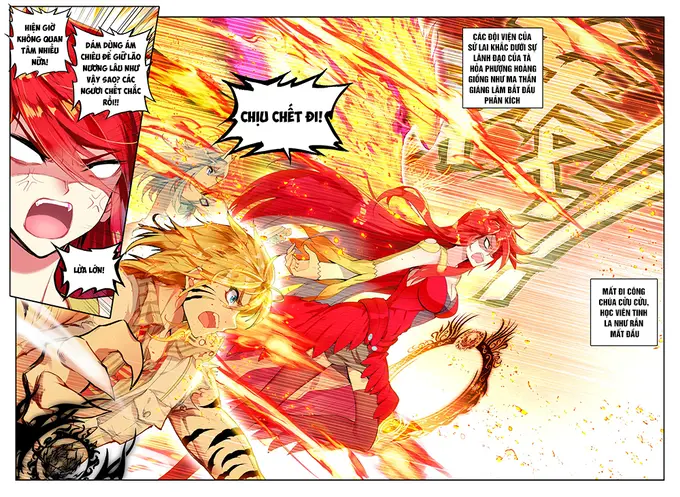 HIỆN GIỜ
KHÔNG QUAN
TÂM NHIỀU
NỮA!
DÁM DÙNG ÁM
CHIÊU ĐỂ GIỮ LÃO
NƯƠNG LÂU NHƯ
VẬY SAO? CÁC
NGƯƠI CHẾT CHẮC
RỒI!!
LỪA LỚN!
CHỊU CHẾT ĐI!
CÁC ĐỘI VIÊN CỦA
SỬ LAI KHẮC DƯỚI SỰ
LÃNH ĐẠO CỦA TÀ
HỎA PHƯỢNG HOÀNG
GIỐNG NHƯ MA THẦN
GIÁNG LÂM BẮT ĐẦU
PHẢN KÍCH
MẤT ĐI CÔNG
CHÚA CỬU CỬU,
HỌC VIÊN TINH
LA NHƯ RẮN
MẤT ĐẦU